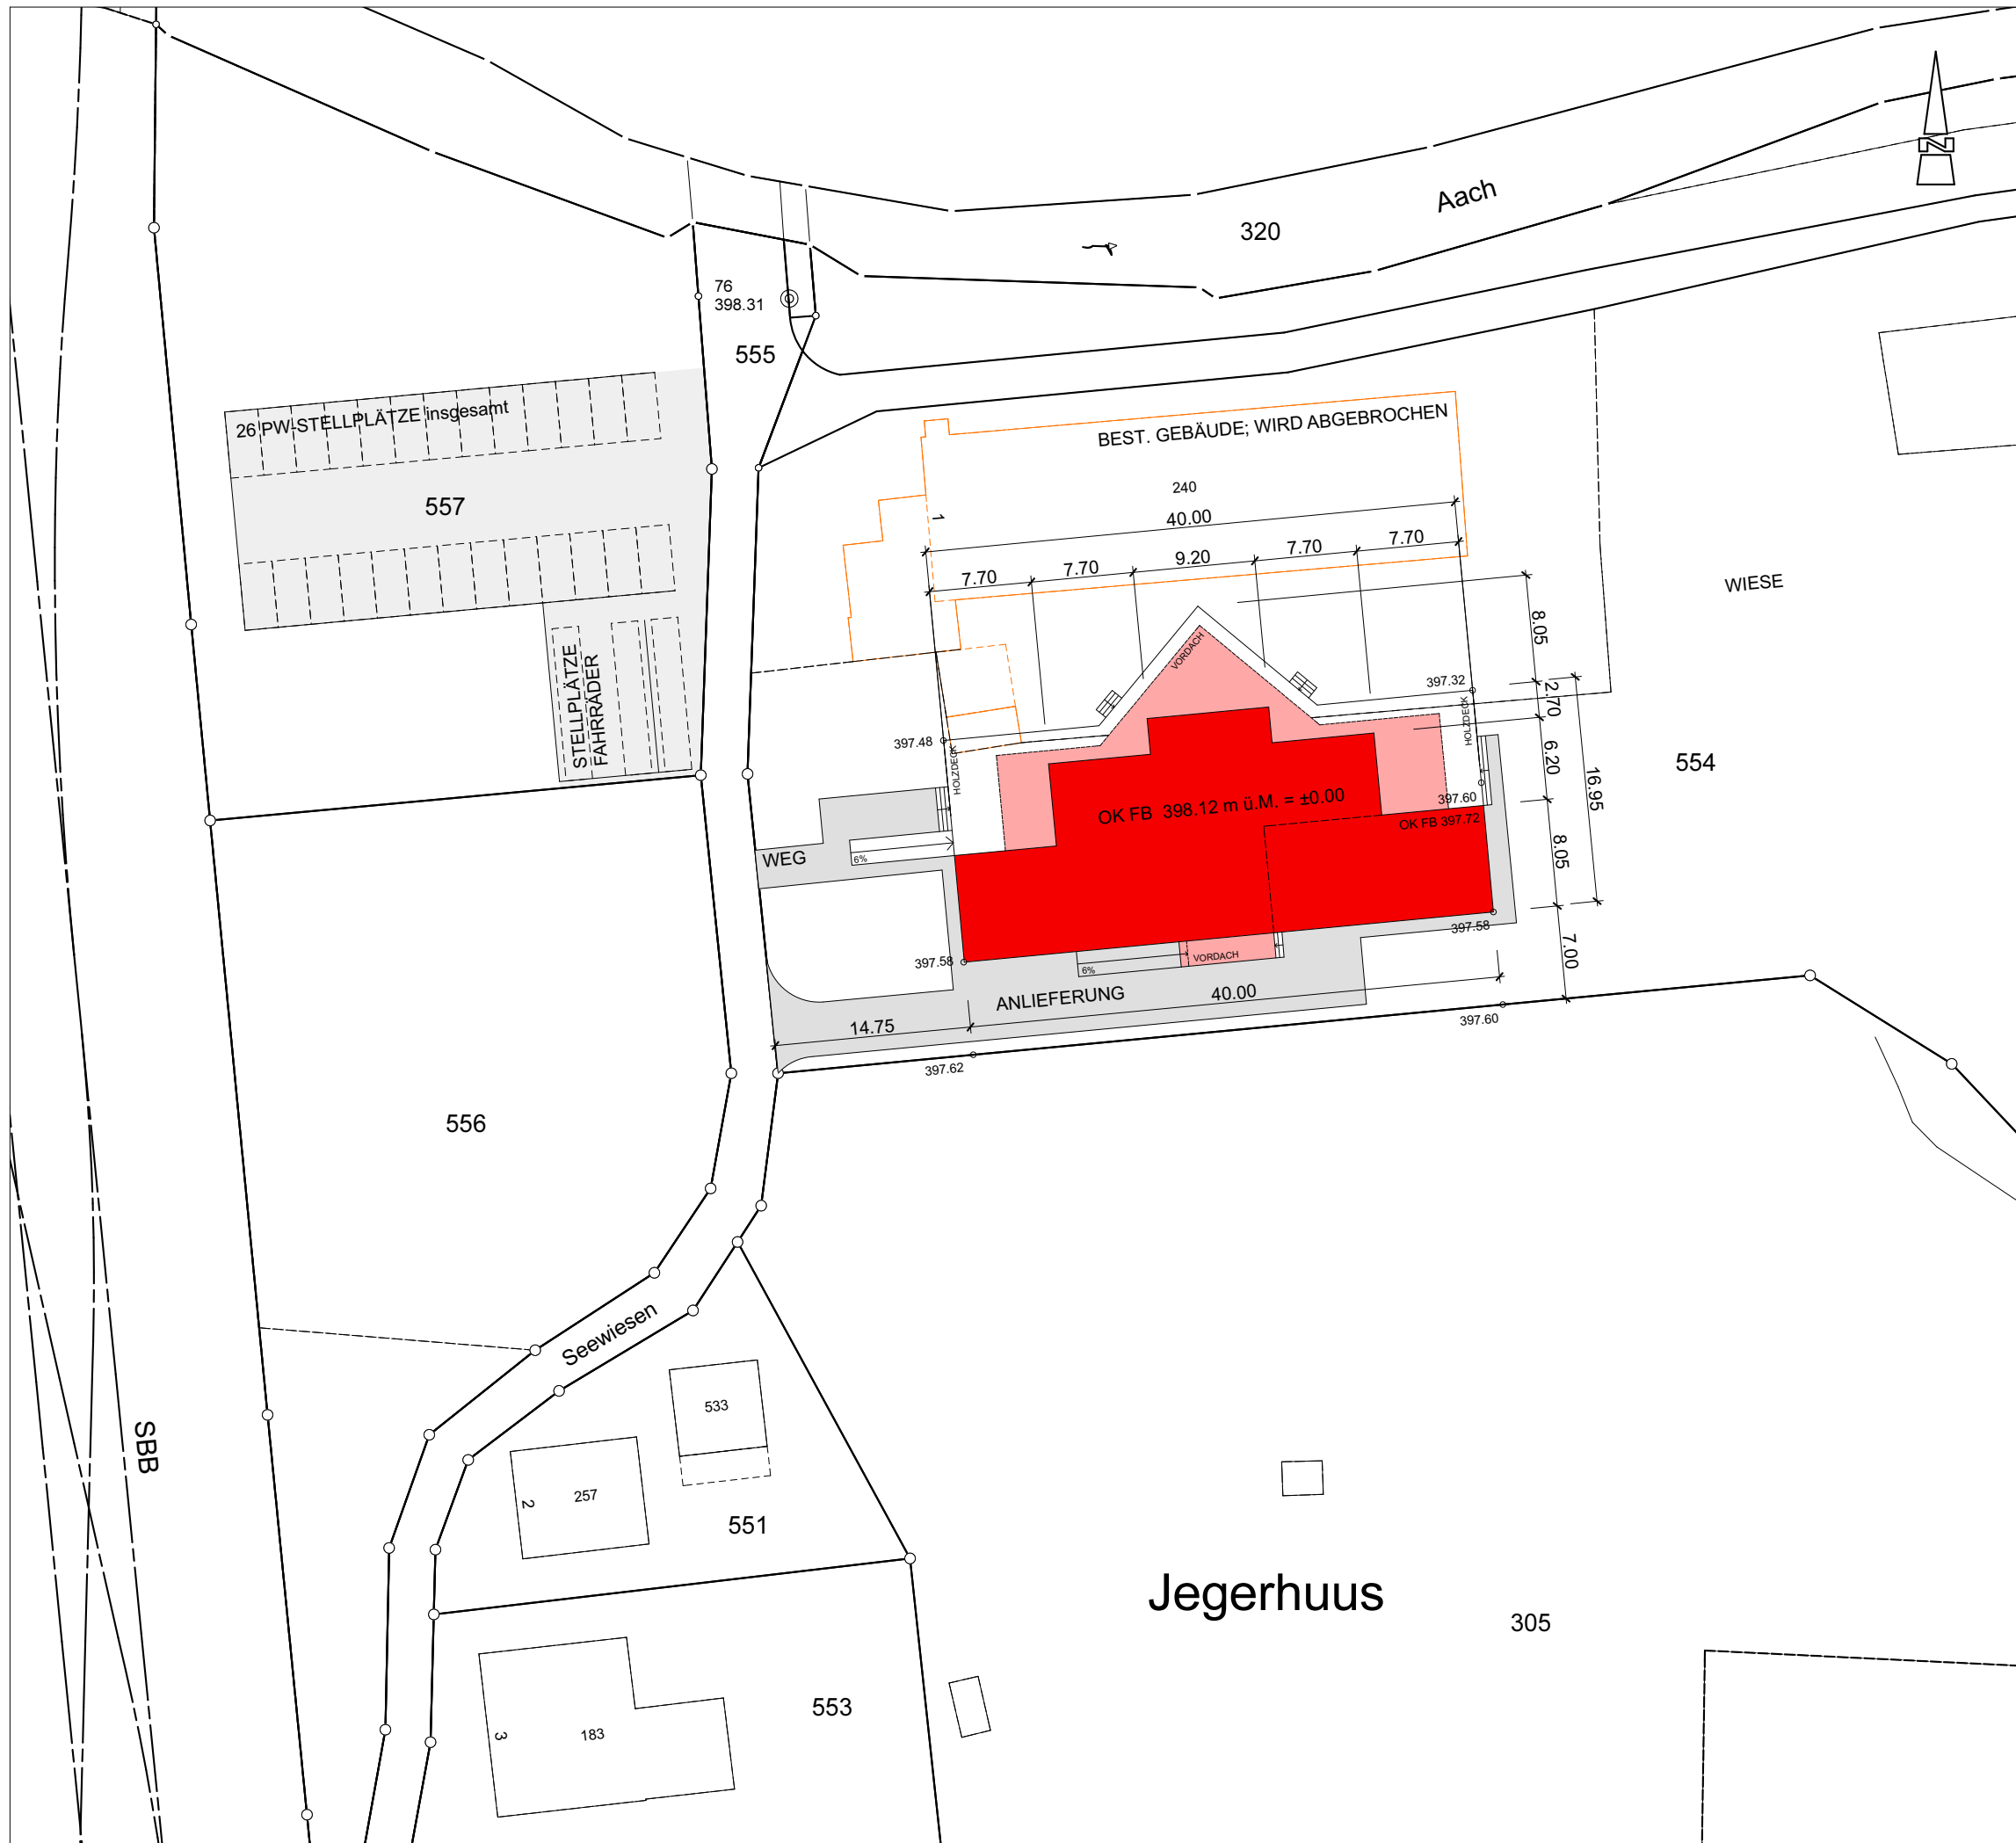 Aach
N
320
76
398.31
555
26 PW-STELLPLÄTZE insgesamt
BEST. GEBÄUDE; WIRD ABGEBROCHEN
557
240
1
40.00
7.70
7.70
9.20
7.70
7.70
WIESE
8.05
STELLPLÄTZE
FAHRRÄDER
VORDACH
397.32
2.70
HOLZDECK
397.48
HOLZDECK
6.20
16.95
554
397.60
OK FB 398.12 m ü.M. = ±0.00
OK FB 397.72
WEG
6%
8.05
397.58
397.58
VORDACH
6%
7.00
ANLIEFERUNG
40.00
14.75
397.60
397.62
556
Seewiesen
533
SBB
2
257
551
Jegerhuus
305
553
3
183